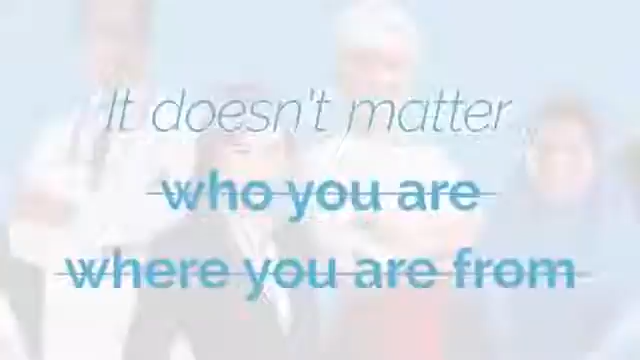 It doesn't matter...
who you are
where you are from